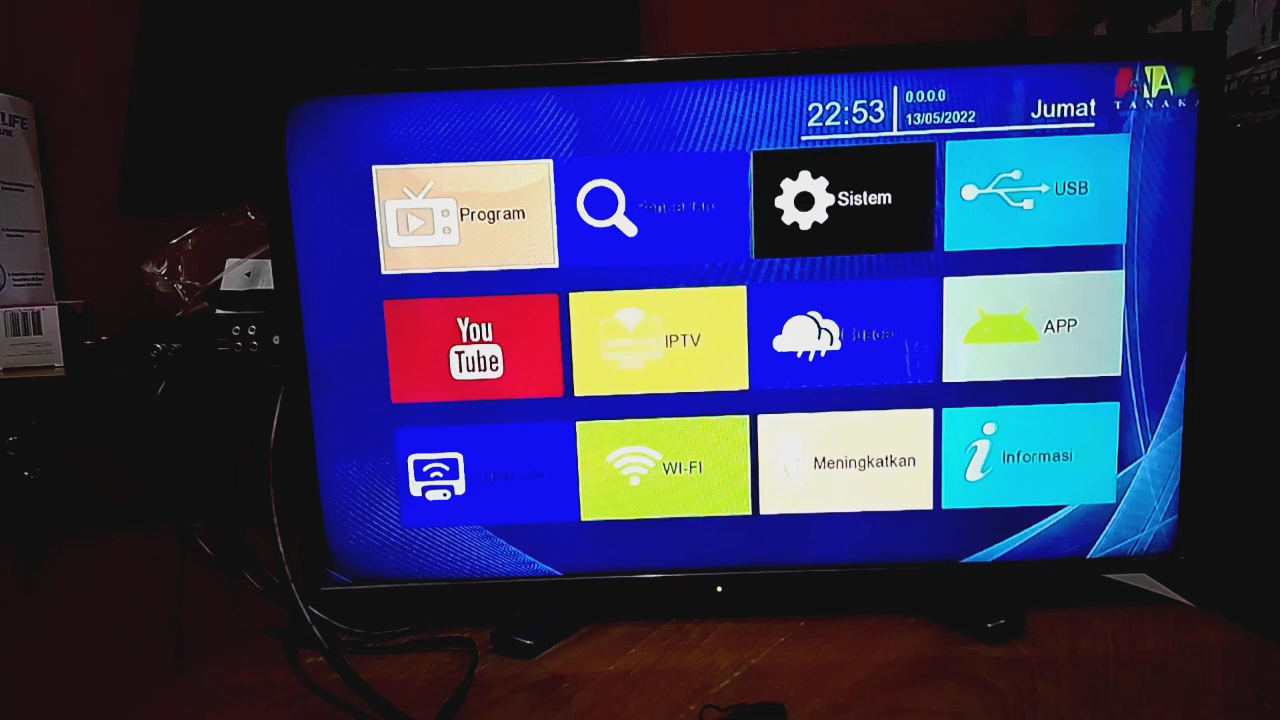 22:53
0.0.0.0
13/05/2022
Jumat
TANAKA
Program
Sistem
USB
You
Tube
IPTV
APP
WI-FI
Meningkatkan
Informasi